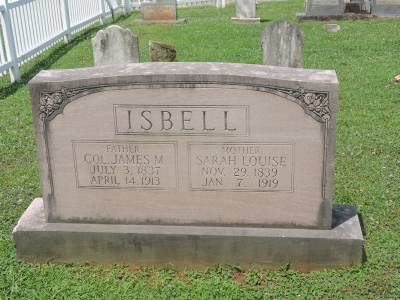 ISBELL
FATHER
COL. JAMES M.
JULY 3, 1837
APRIL 14, 1913
MOTHER
SARAH LOUISE
NOV. 29, 1839
JAN 7 1919